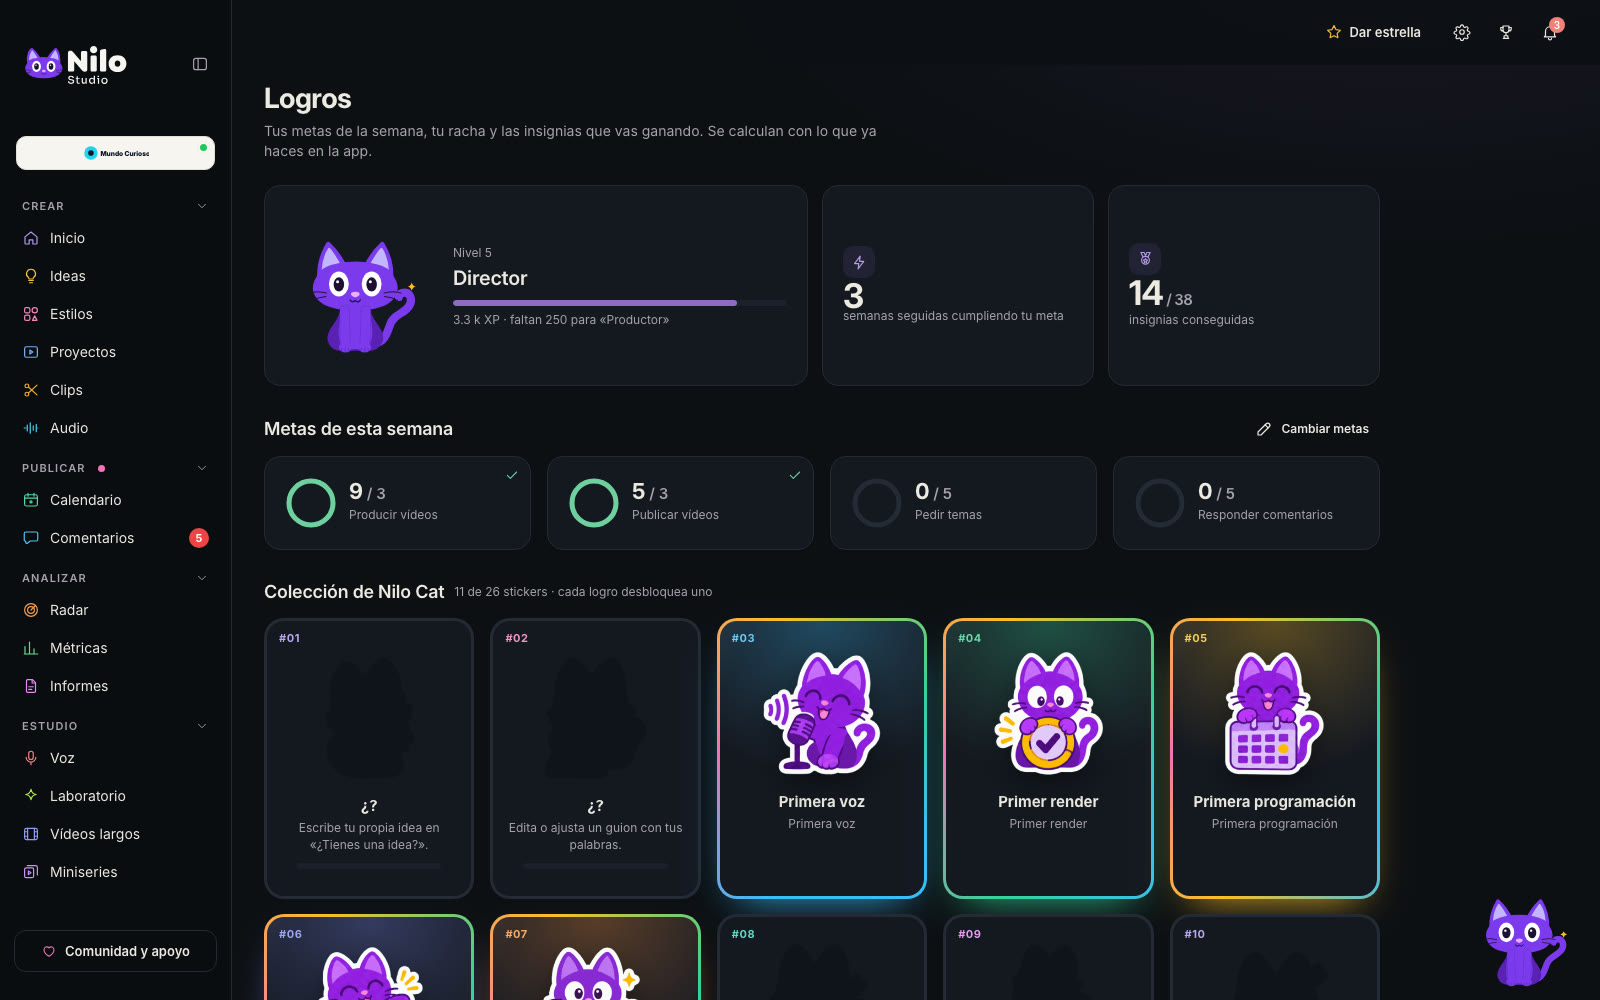 Nilo
Studio
Mundo Curioso
CREAR
Inicio
Ideas
Estilos
Proyectos
Clips
Audio
PUBLICAR
Calendario
Comentarios
5
ANALIZAR
Radar
Métricas
Informes
ESTUDIO
Voz
Laboratorio
Vídeos largos
Miniseries
Comunidad y apoyo
Dar estrella
3
Logros
Tus metas de la semana, tu racha y las insignias que vas ganando. Se calculan con lo que ya
haces en la app.
Nivel 5
Director
3.3 k XP · faltan 250 para «Productor»
3
semanas seguidas cumpliendo tu meta
14 / 38
insignias conseguidas
Metas de esta semana
Cambiar metas
9 / 3
Producir vídeos
5 / 3
Publicar vídeos
0 / 5
Pedir temas
0 / 5
Responder comentarios
Colección de Nilo Cat
11 de 26 stickers · cada logro desbloquea uno
#01
¿?
Escribe tu propia idea en
«¿Tienes una idea?».
#02
¿?
Edita o ajusta un guion con tus
palabras.
#03
Primera voz
Primera voz
#04
Primer render
Primer render
#05
Primera programación
Primera programación
#06
#07
#08
#09
#10